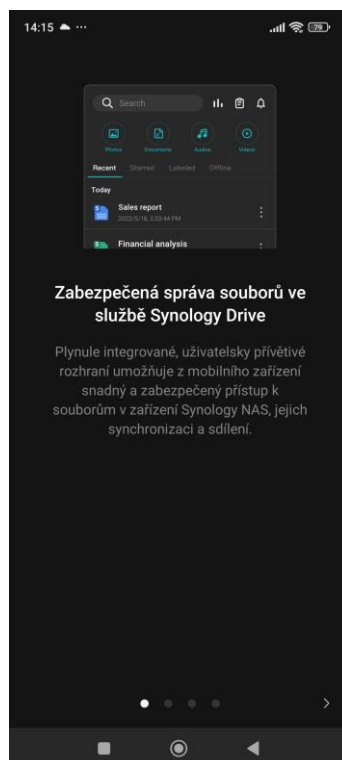 14:15
79
Search
Photos Documents Audios Videos
Recent Starred Labeled Offline
Today
Sales report
2022/5/18, 2:23:44 PM
Financial analysis
Zabezpečená správa souborů ve
službě Synology Drive
Plynule integrované, uživatelsky přívětivé
rozhraní umožňuje z mobilního zařízení
snadný a zabezpečený přístup k
souborům v zařízení Synology NAS, jejich
synchronizaci a sdílení.